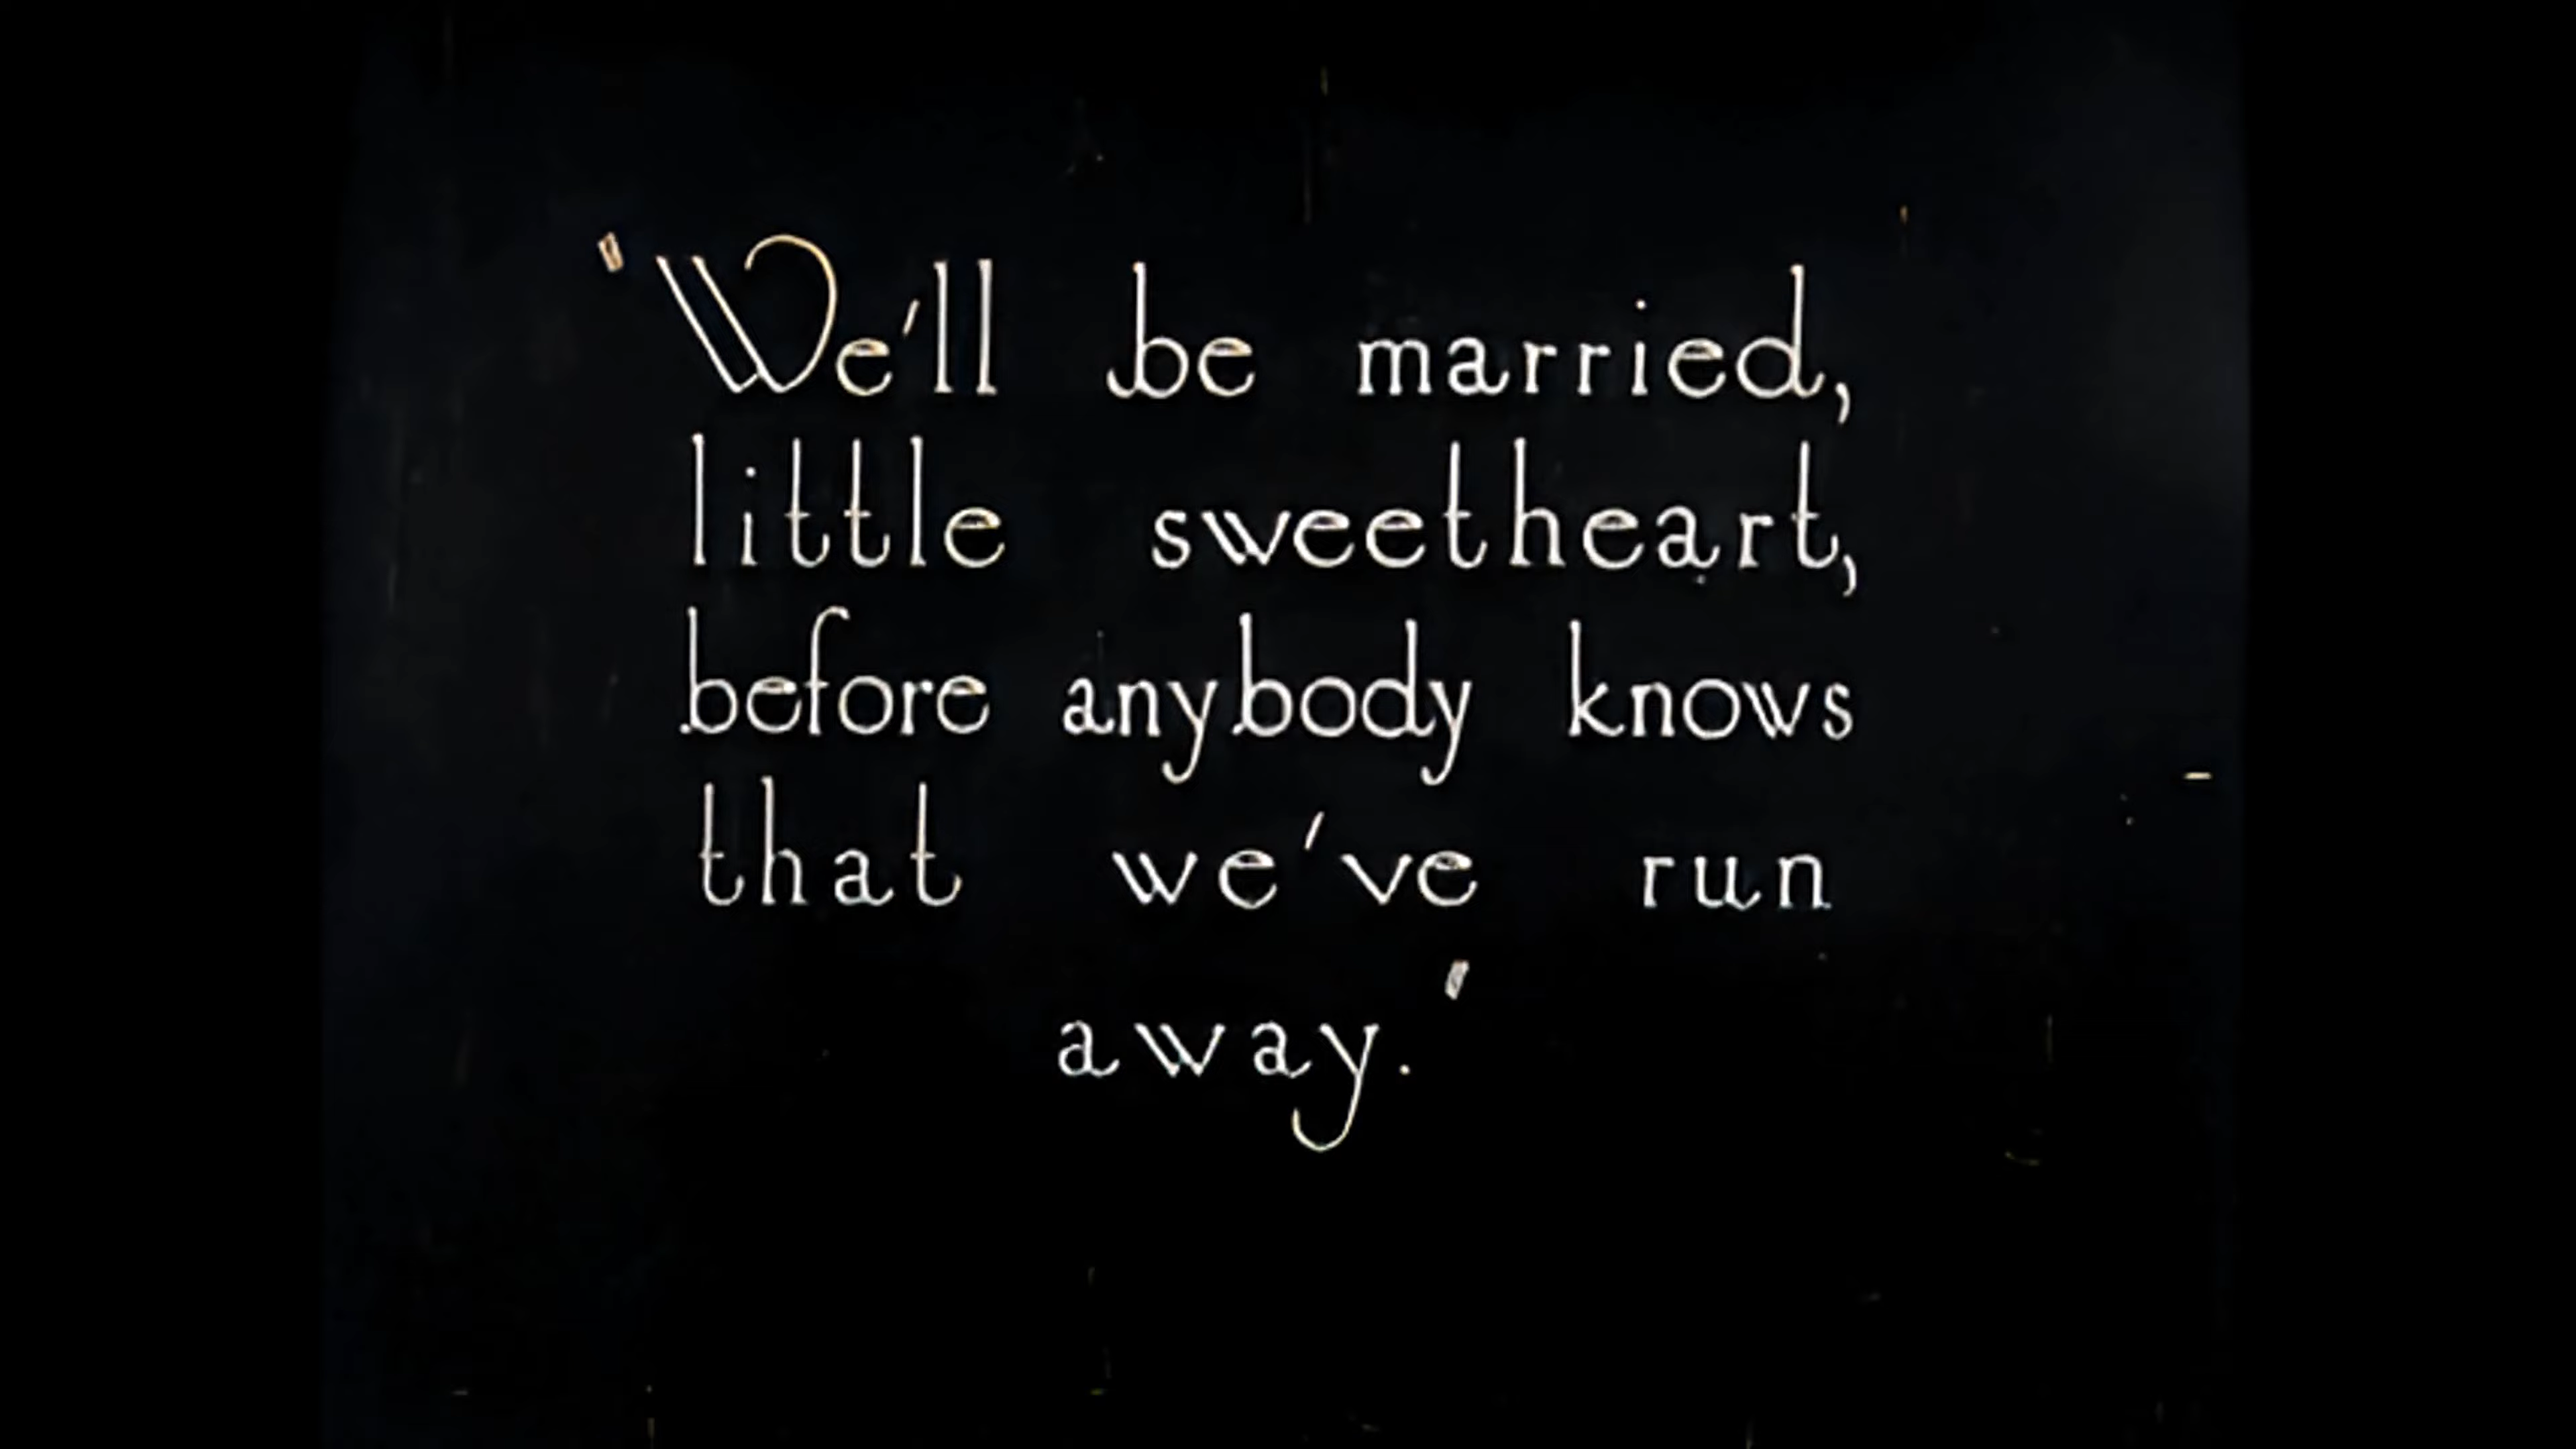 'We'll be married,
little sweetheart,
before anybody knows
that we've run
away.'